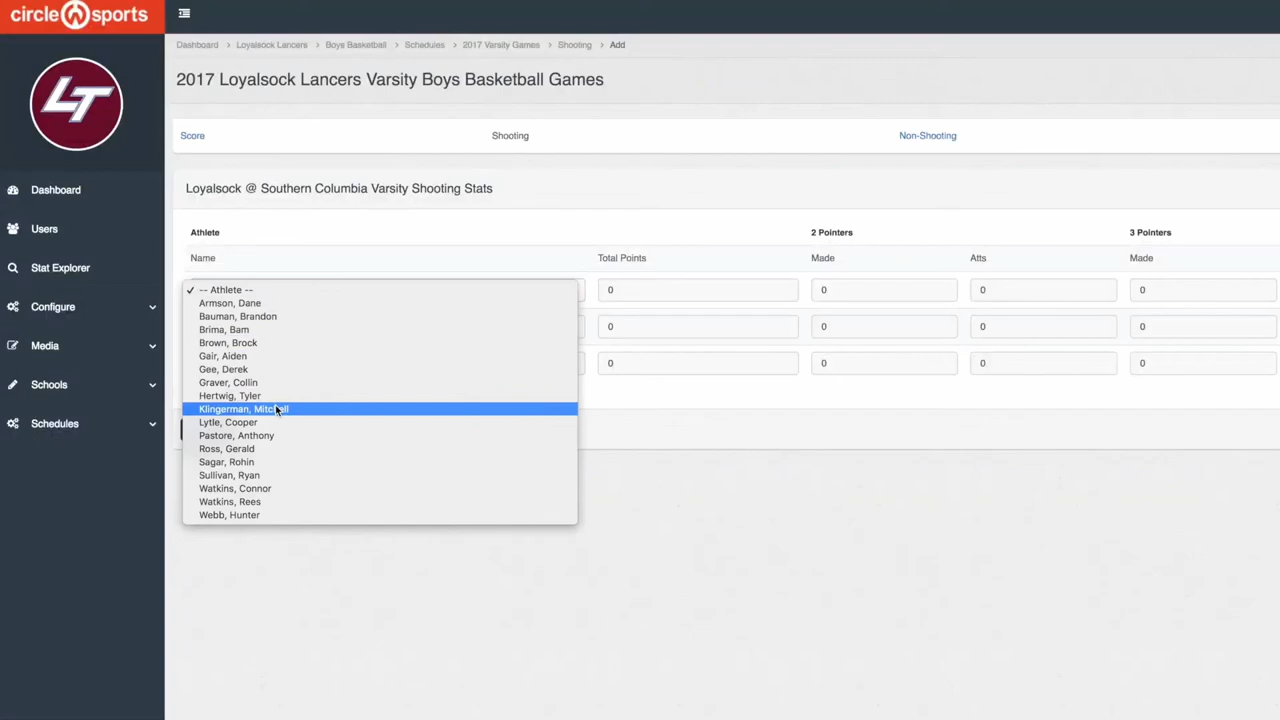 circle sports
Dashboard > Loyalsock Lancers > Boys Basketball > Schedules > 2017 Varsity Games > Shooting > Add
2017 Loyalsock Lancers Varsity Boys Basketball Games
LT
Score Shooting Non-Shooting
Loyalsock @ Southern Columbia Varsity Shooting Stats
Dashboard
Users
Stat Explorer
Configure
Media
Schools
Schedules
Athlete 2 Pointers 3 Pointers
Name Total Points Made Atts Made
0 0 0 0
0 0 0 0
0 0 0 0
✓ -- Athlete --
Armson, Dane
Bauman, Brandon
Brima, Bam
Brown, Brock
Gair, Aiden
Gee, Derek
Graver, Collin
Hertwig, Tyler
Klingerman, Mitchell
Lytle, Cooper
Pastore, Anthony
Ross, Gerald
Sagar, Rohin
Sullivan, Ryan
Watkins, Connor
Watkins, Rees
Webb, Hunter